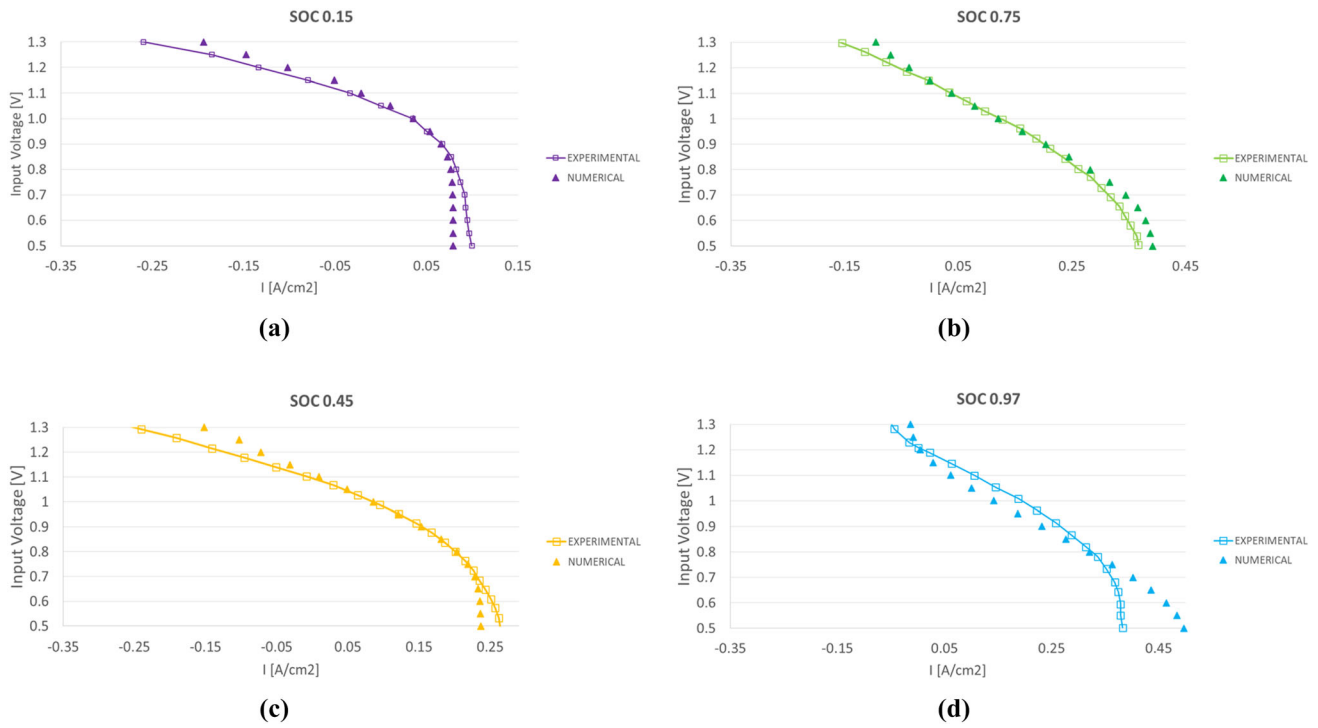 SOC 0.15
1.3
1.2
1.1
1.0
0.9
0.8
0.7
0.6
0.5
Input Voltage [V]
-0.35 -0.25 -0.15 -0.05 0.05 0.15
I [A/cm2]
EXPERIMENTAL
NUMERICAL
(a)
SOC 0.75
1.3
1.2
1.1
1.0
0.9
0.8
0.7
0.6
0.5
Input Voltage [V]
-0.35 -0.15 0.05 0.25 0.45
I [A/cm2]
EXPERIMENTAL
NUMERICAL
(b)
SOC 0.45
1.3
1.2
1.1
1
0.9
0.8
0.7
0.6
0.5
Input Voltage [V]
-0.35 -0.25 -0.15 -0.05 0.05 0.15 0.25
I [A/cm2]
EXPERIMENTAL
NUMERICAL
(c)
SOC 0.97
1.3
1.2
1.1
1.0
0.9
0.8
0.7
0.6
0.5
Input Voltage [V]
-0.35 -0.15 0.05 0.25 0.45
I [A/cm2]
EXPERIMENTAL
NUMERICAL
(d)